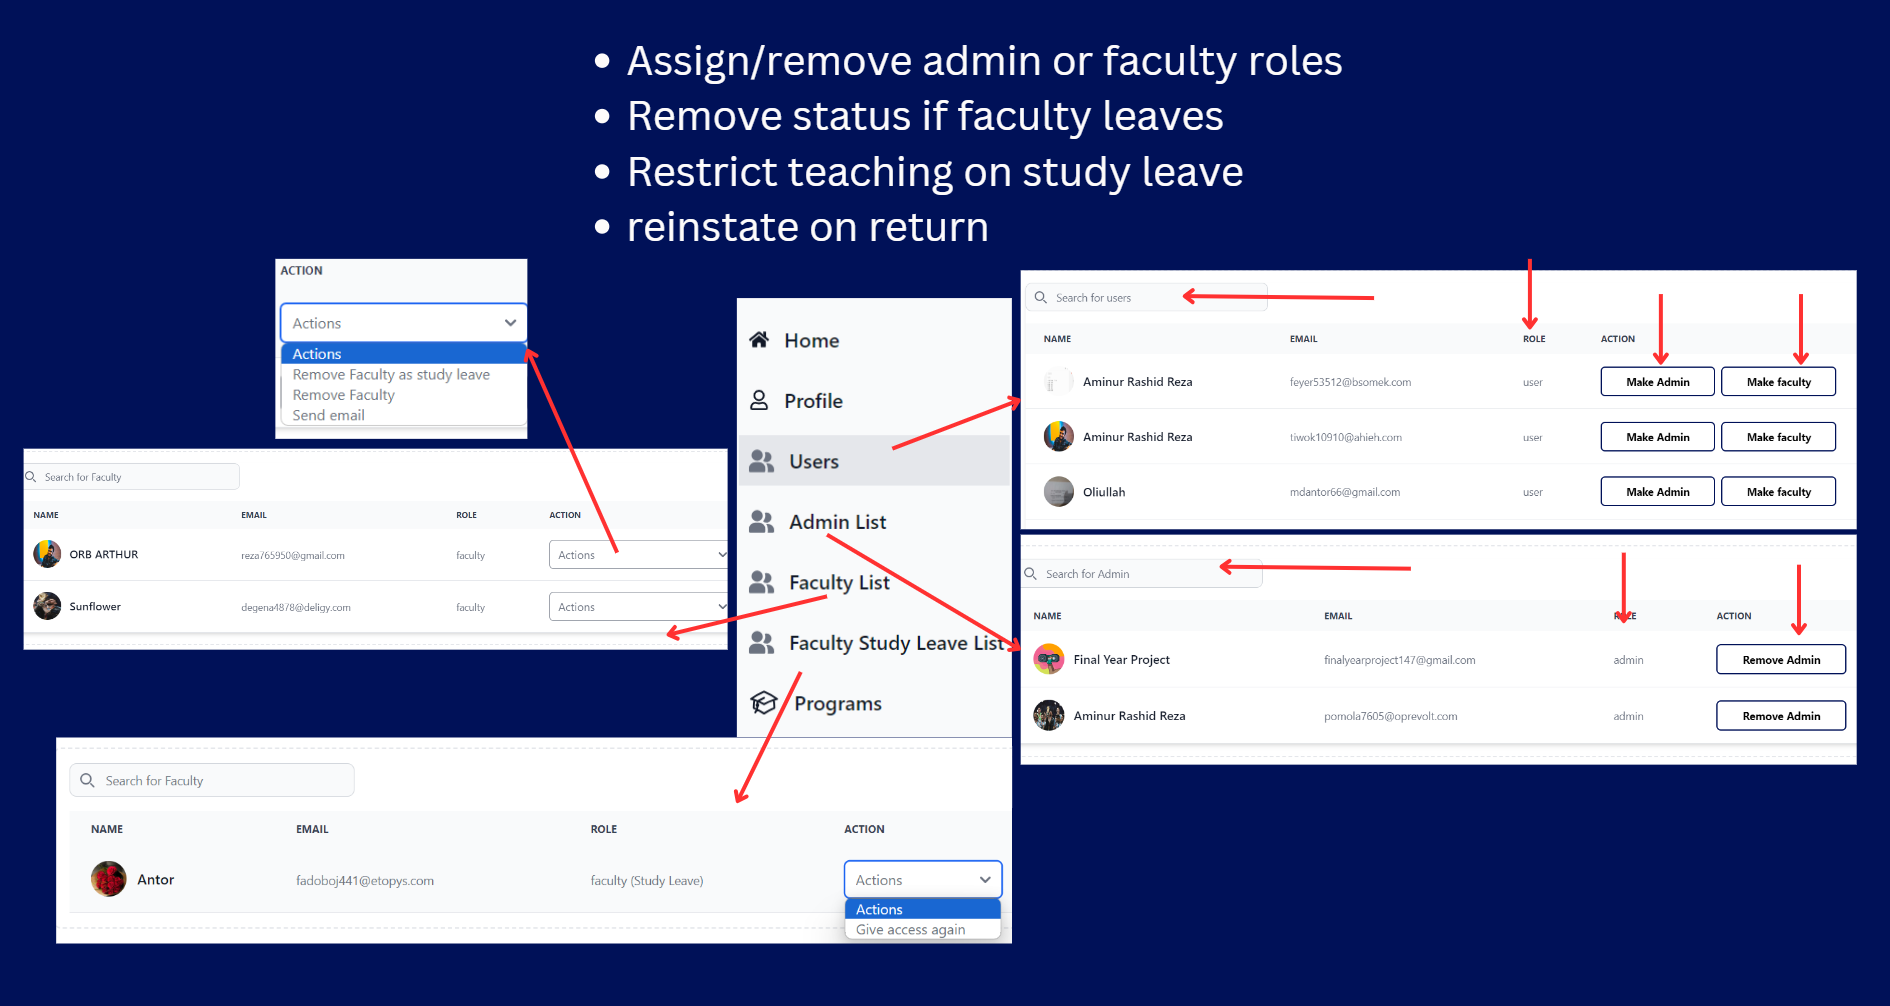 • Assign/remove admin or faculty roles
• Remove status if faculty leaves
• Restrict teaching on study leave
• reinstate on return
ACTION
Actions
Actions
Remove Faculty as study leave
Remove Faculty
Send email
Search for Faculty
NAME EMAIL ROLE ACTION
ORB ARTHUR reza765950@gmail.com faculty Actions
Sunflower degena4878@deligy.com faculty Actions
Home
Profile
Users
Admin List
Faculty List
Faculty Study Leave List
Programs
Search for users
NAME EMAIL ROLE ACTION
Aminur Rashid Reza feyer53512@bsomek.com user Make Admin Make faculty
Aminur Rashid Reza tiwok10910@ahieh.com user Make Admin Make faculty
Oliullah mdantor66@gmail.com user Make Admin Make faculty
Search for Admin
NAME EMAIL ROLE ACTION
Final Year Project finalyearproject147@gmail.com admin Remove Admin
Aminur Rashid Reza pomola7605@oprevolt.com admin Remove Admin
Search for Faculty
NAME EMAIL ROLE ACTION
Antor fadoboj441@etopys.com faculty (Study Leave) Actions
Actions
Give access again